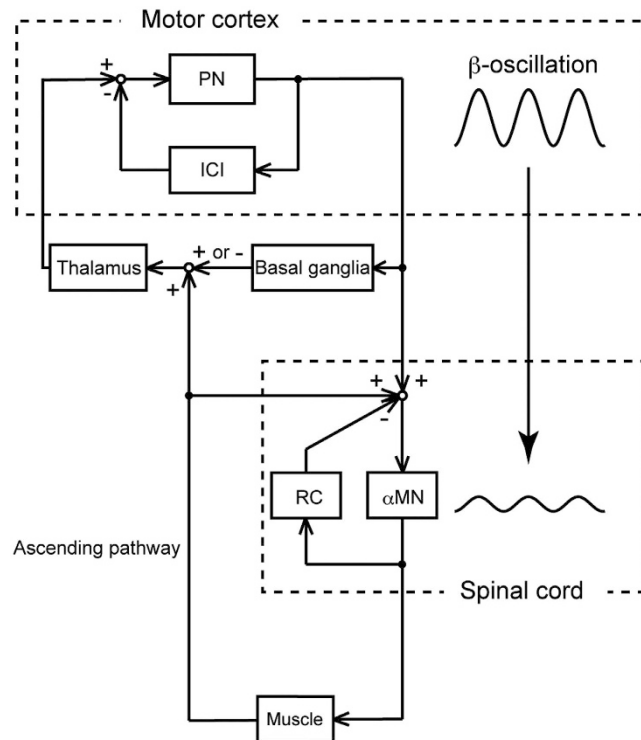 Motor cortex
+
-
PN
β-oscillation
ICI
Thalamus
+ or -
+
Basal ganglia
+
+
-
RC
αMN
Ascending pathway
Spinal cord
Muscle